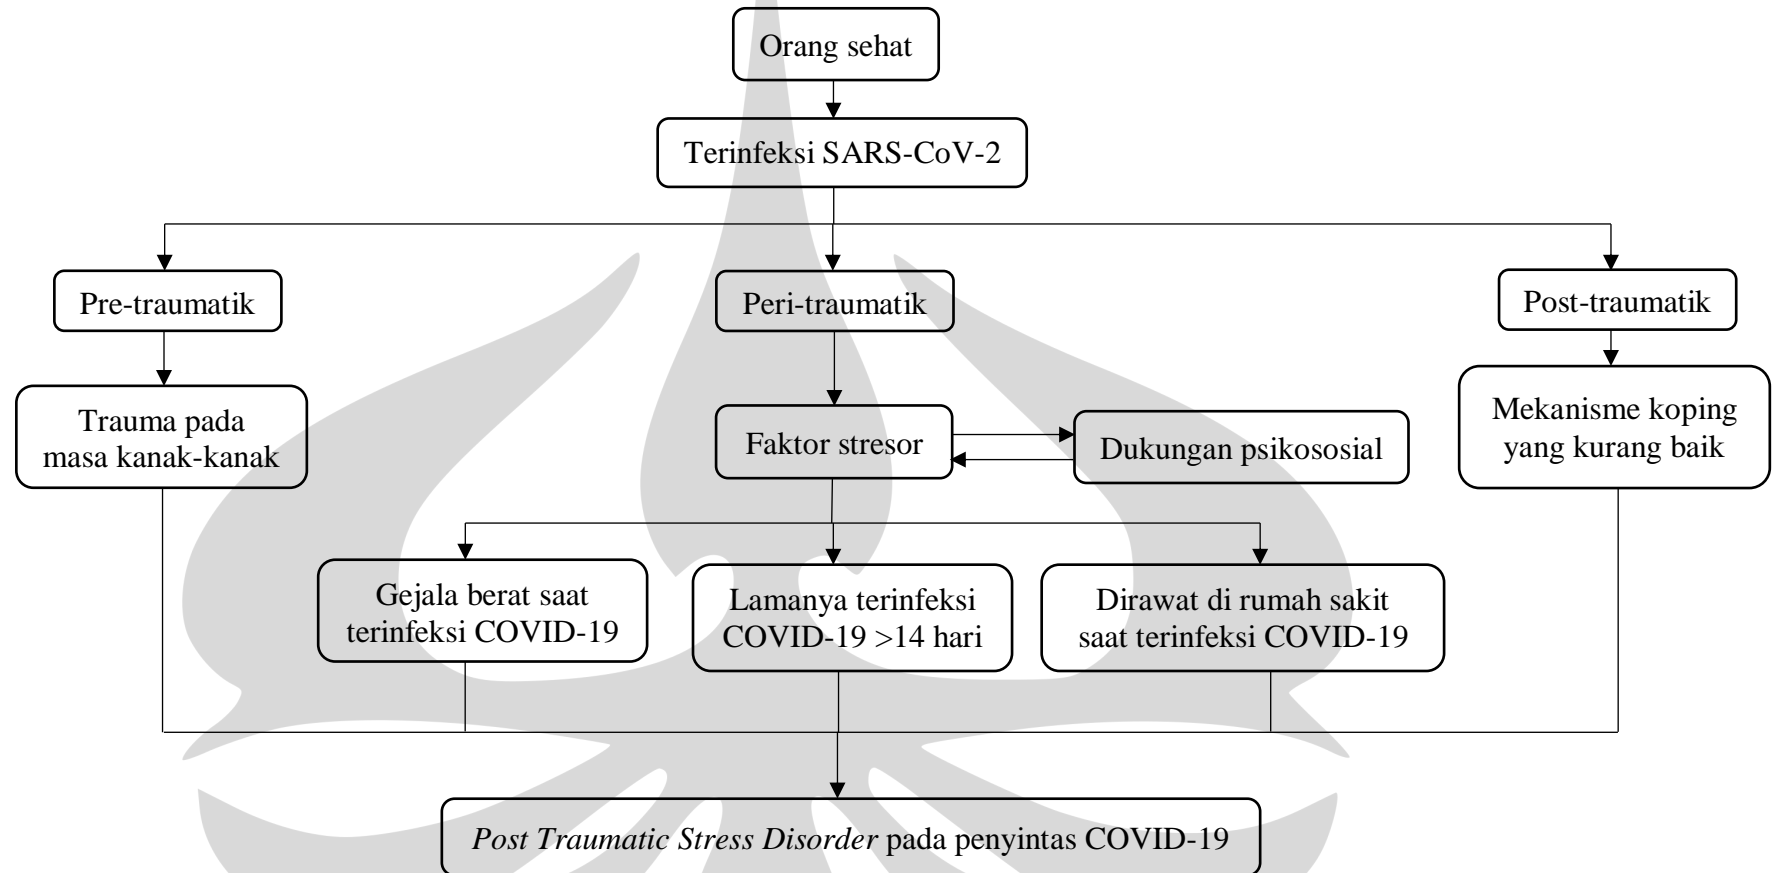 Orang sehat
Terinfeksi SARS-CoV-2
Pre-traumatik
Peri-traumatik
Post-traumatik
Trauma pada
masa kanak-kanak
Faktor stresor
Dukungan psikososial
Mekanisme koping
yang kurang baik
Gejala berat saat
terinfeksi COVID-19
Lamanya terinfeksi
COVID-19 >14 hari
Dirawat di rumah sakit
saat terinfeksi COVID-19
Post Traumatic Stress Disorder pada penyintas COVID-19